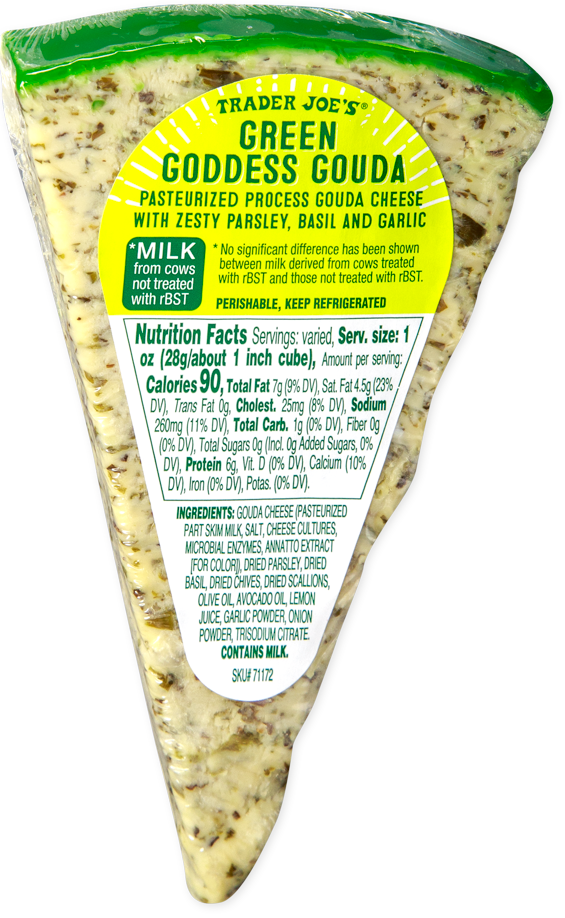 TRADER JOE'S®
GREEN
GODDESS GOUDA
PASTEURIZED PROCESS GOUDA CHEESE
WITH ZESTY PARSLEY, BASIL AND GARLIC
*MILK
from cows
not treated
with rBST
* No significant difference has been shown
between milk derived from cows treated
with rBST and those not treated with rBST.
PERISHABLE, KEEP REFRIGERATED
Nutrition Facts Servings: varied, Serv. size: 1
oz (28g/about 1 inch cube), Amount per serving:
Calories 90, Total Fat 7g (9% DV), Sat. Fat 4.5g (23%
DV), Trans Fat 0g, Cholest. 25mg (8% DV), Sodium
260mg (11% DV), Total Carb. 1g (0% DV), Fiber 0g
(0% DV), Total Sugars 0g (Incl. 0g Added Sugars, 0%
DV), Protein 6g, Vit. D (0% DV), Calcium (10%
DV), Iron (0% DV), Potas. (0% DV).
INGREDIENTS: GOUDA CHEESE (PASTEURIZED
PART SKIM MILK, SALT, CHEESE CULTURES,
MICROBIAL ENZYMES, ANNATTO EXTRACT
[FOR COLOR]), DRIED PARSLEY, DRIED
BASIL, DRIED CHIVES, DRIED SCALLIONS,
OLIVE OIL, AVOCADO OIL, LEMON
JUICE, GARLIC POWDER, ONION
POWDER, TRISODIUM CITRATE.
CONTAINS MILK.
SKU# 71172